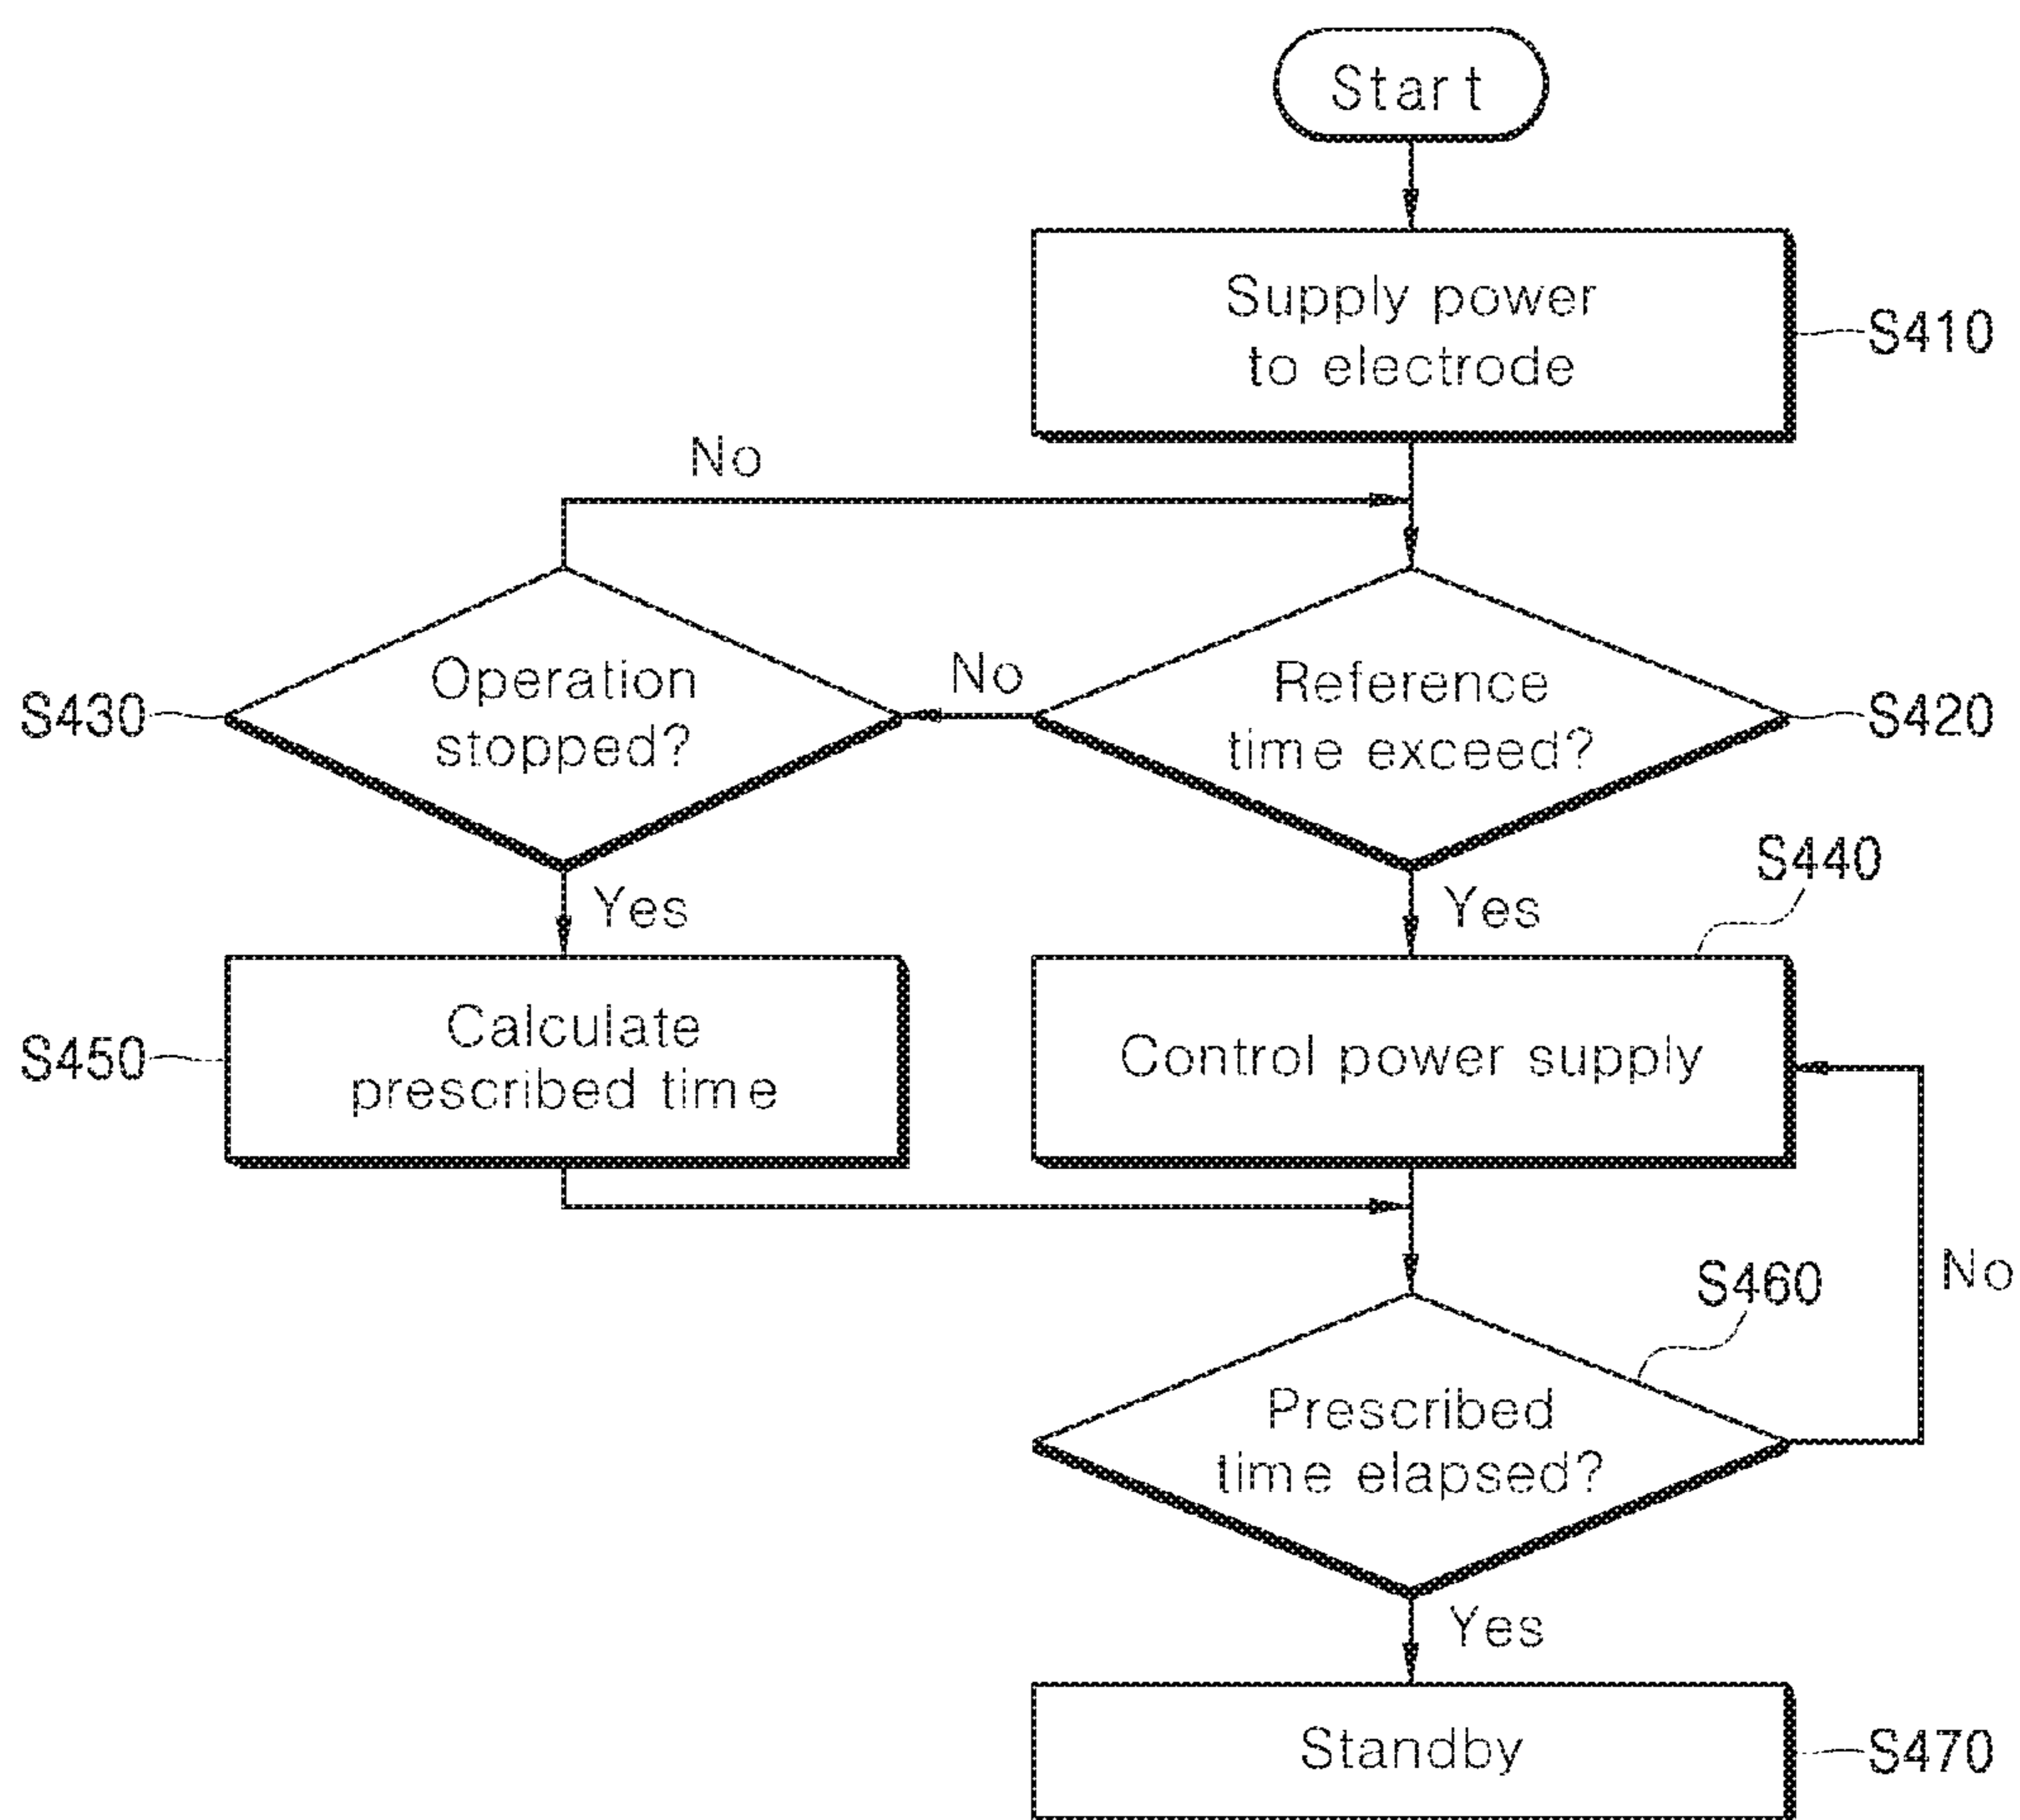 Start
Supply power
to electrode
S410
No
Operation
stopped?
S430
No
Reference
time exceed?
S420
Yes
Yes
S440
Calculate
prescribed time
S450
Control power supply
No
S460
Prescribed
time elapsed?
Yes
Standby
S470